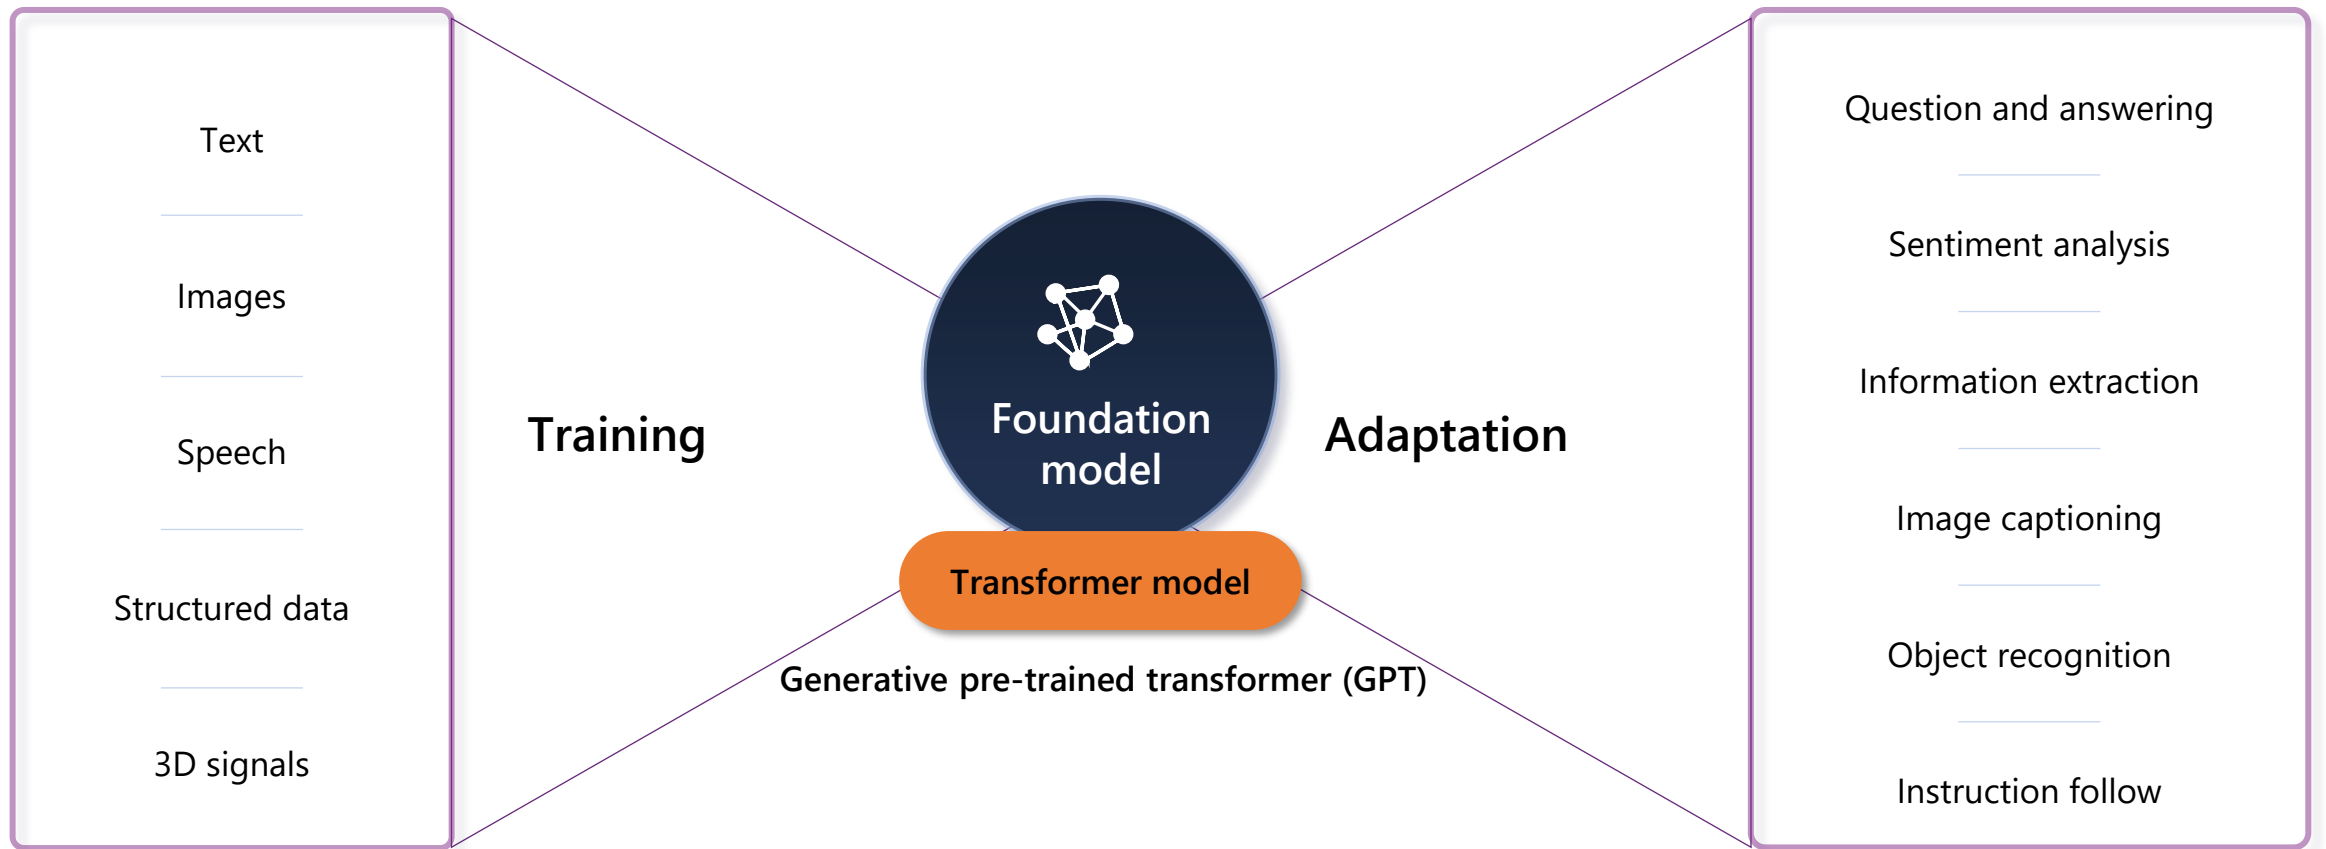 Text
Images
Speech
Structured data
3D signals
Training
Foundation
model
Transformer model
Generative pre-trained transformer (GPT)
Adaptation
Question and answering
Sentiment analysis
Information extraction
Image captioning
Object recognition
Instruction follow